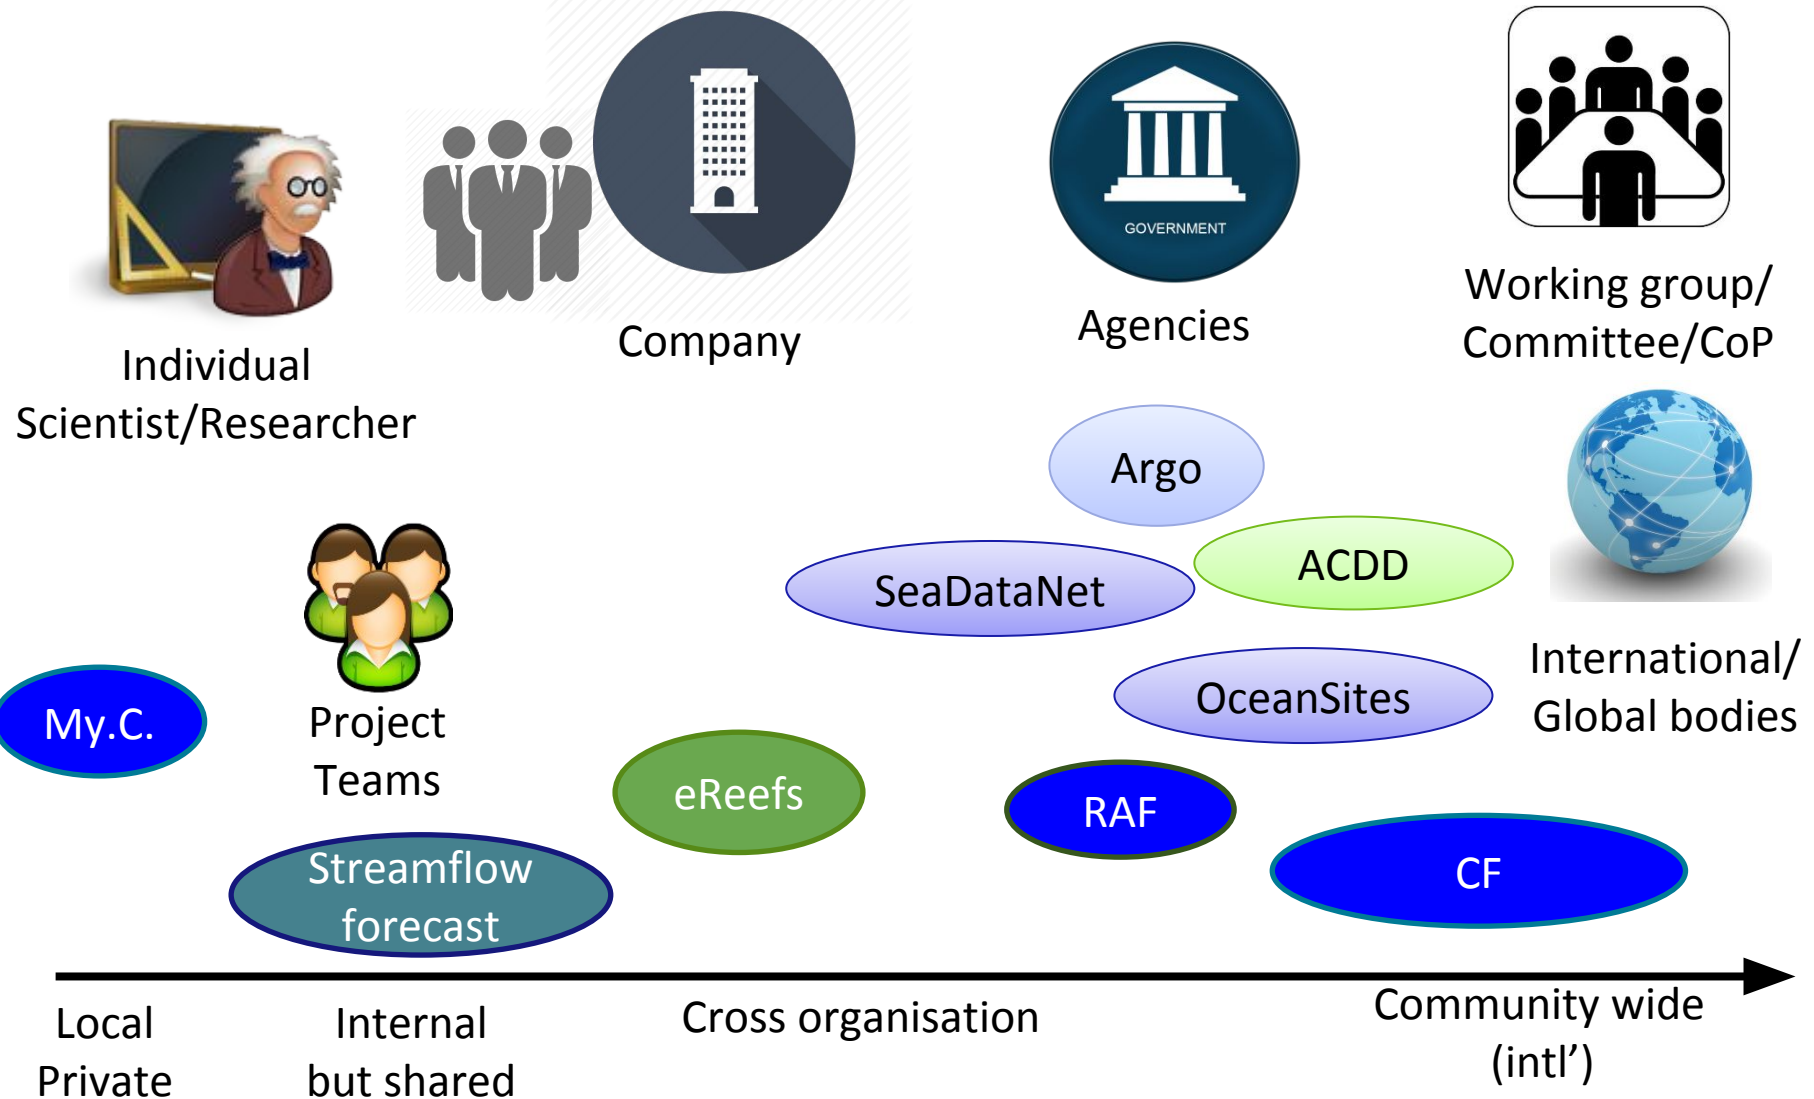 GOVERNMENT
Individual
Scientist/Researcher
Company
Agencies
Working group/
Committee/CoP
Argo
ACDD
SeaDataNet
OceanSites
International/
Global bodies
My.C.
Project
Teams
eReefs
RAF
CF
Streamflow
forecast
Local
Private
Internal
but shared
Cross organisation
Community wide
(intl’)